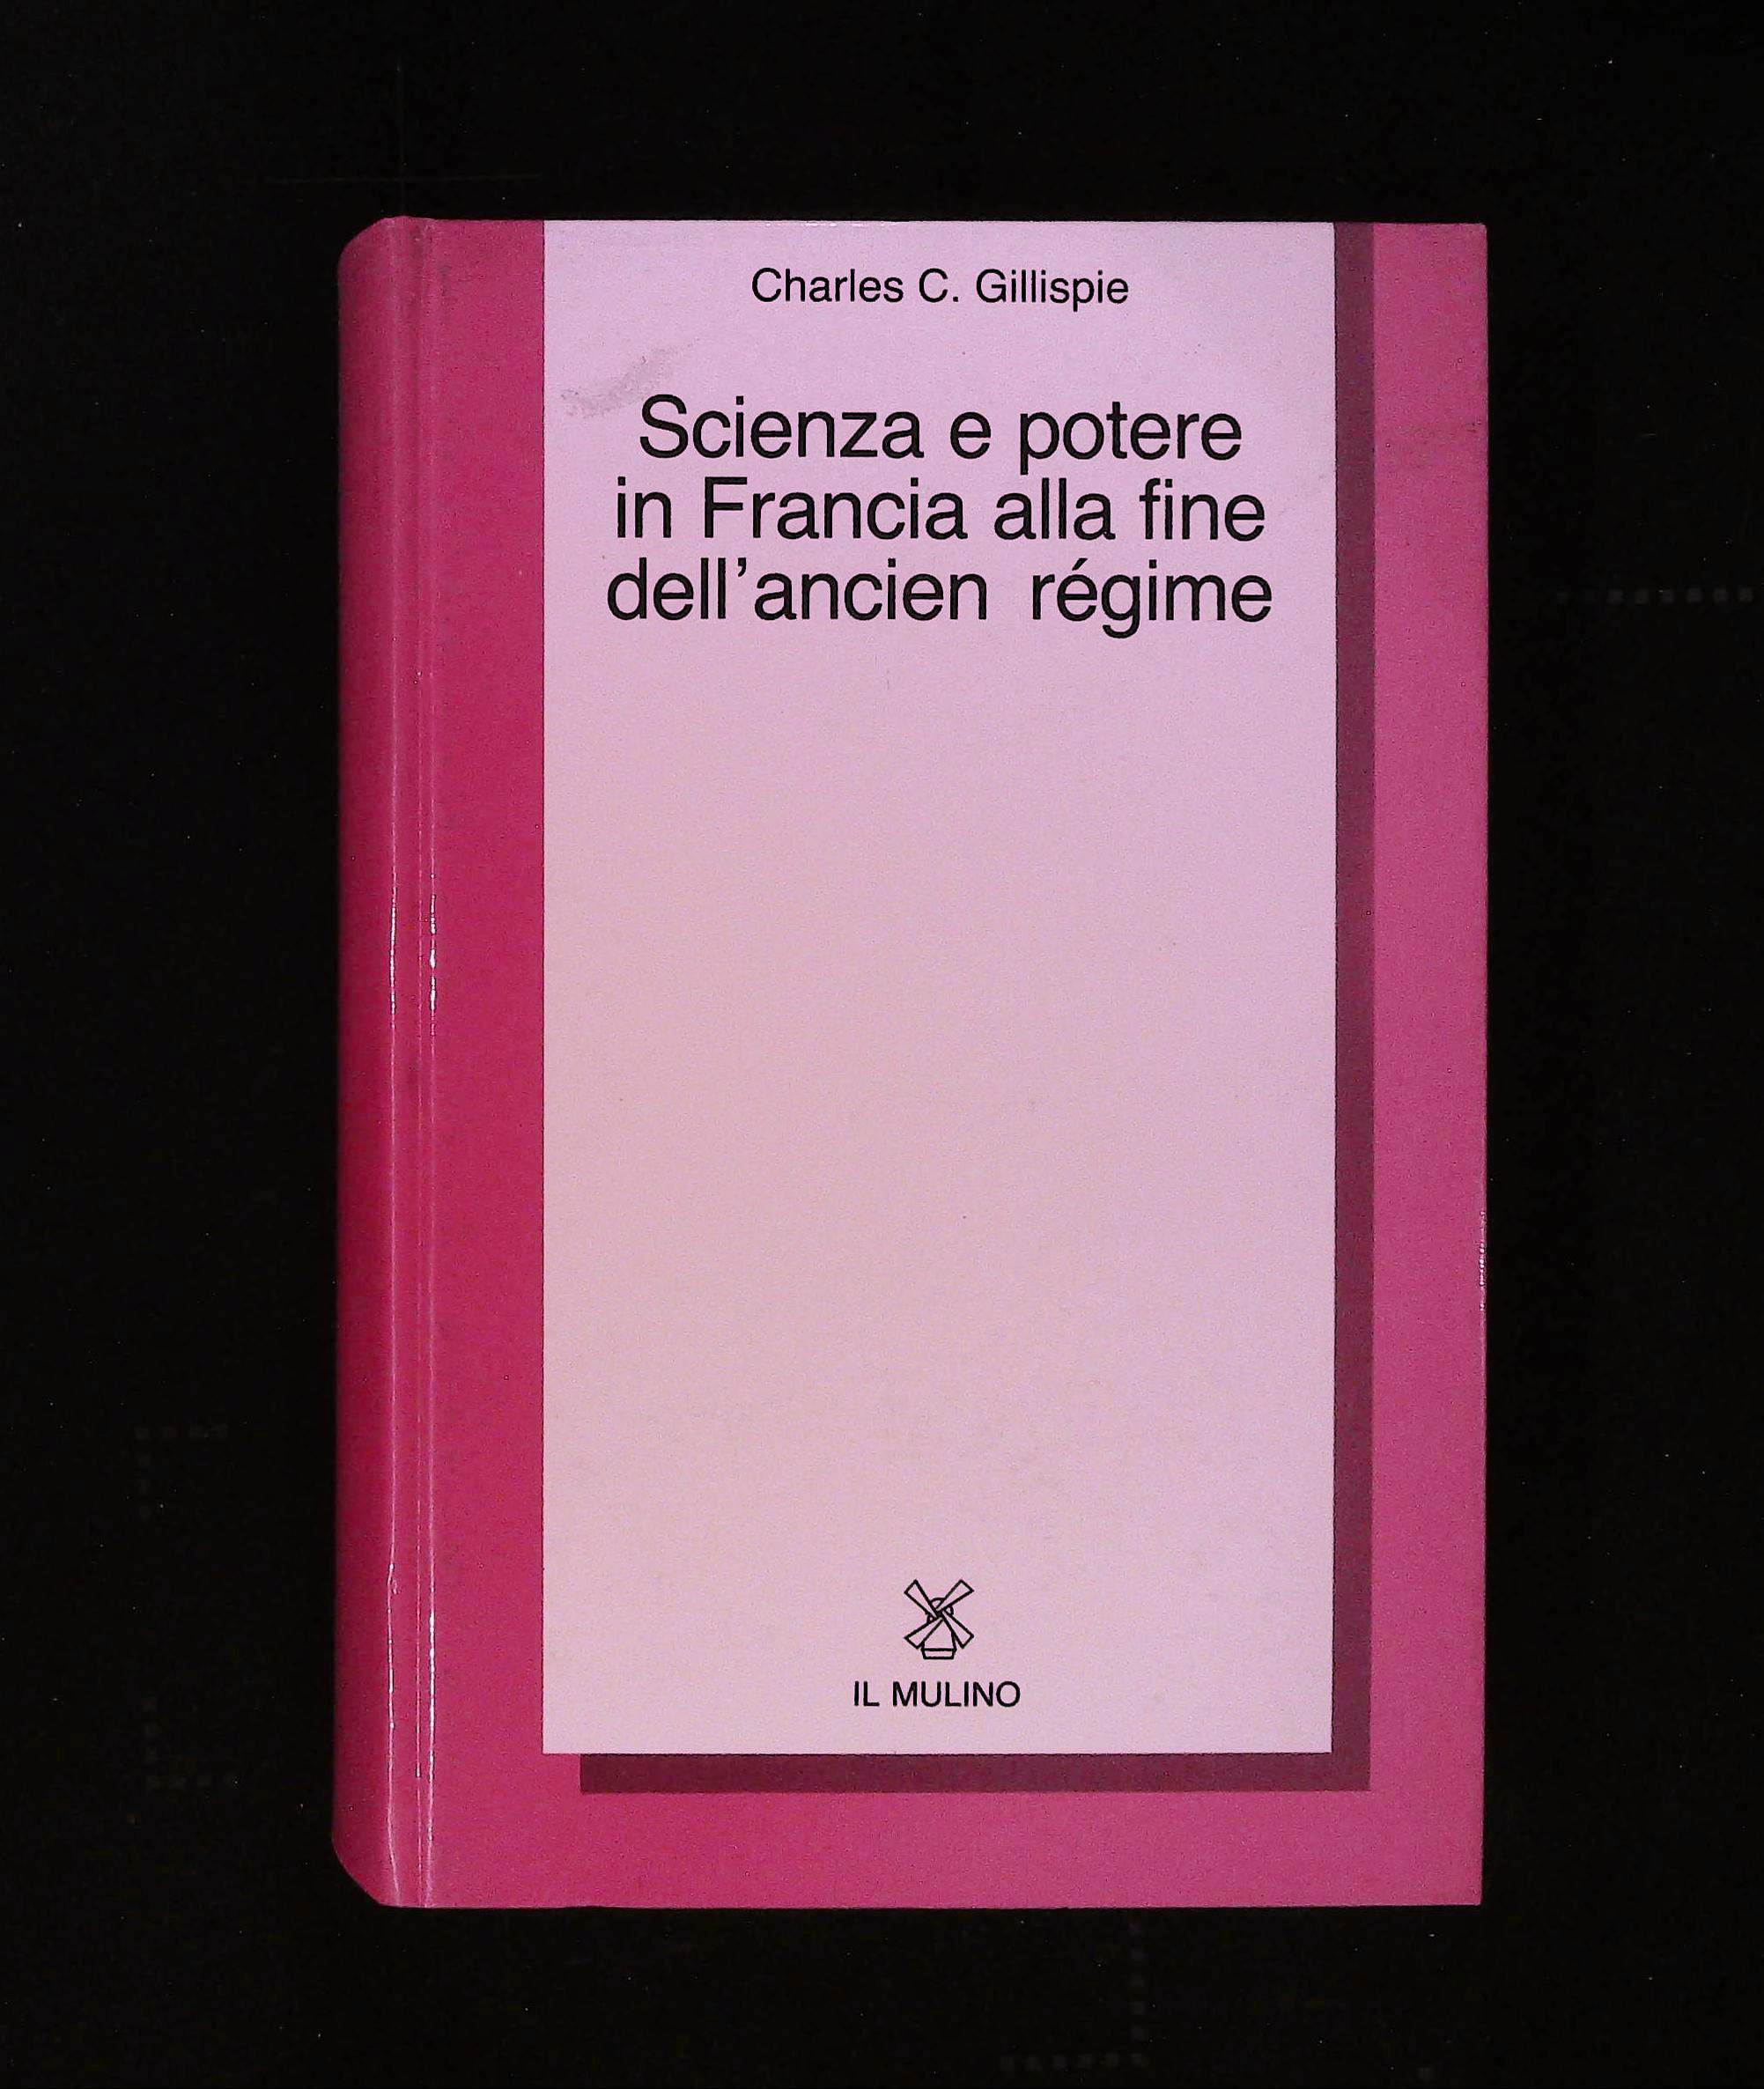 Charles C. Gillispie
Scienza e potere
in Francia alla fine
dell'ancien régime
IL MULINO